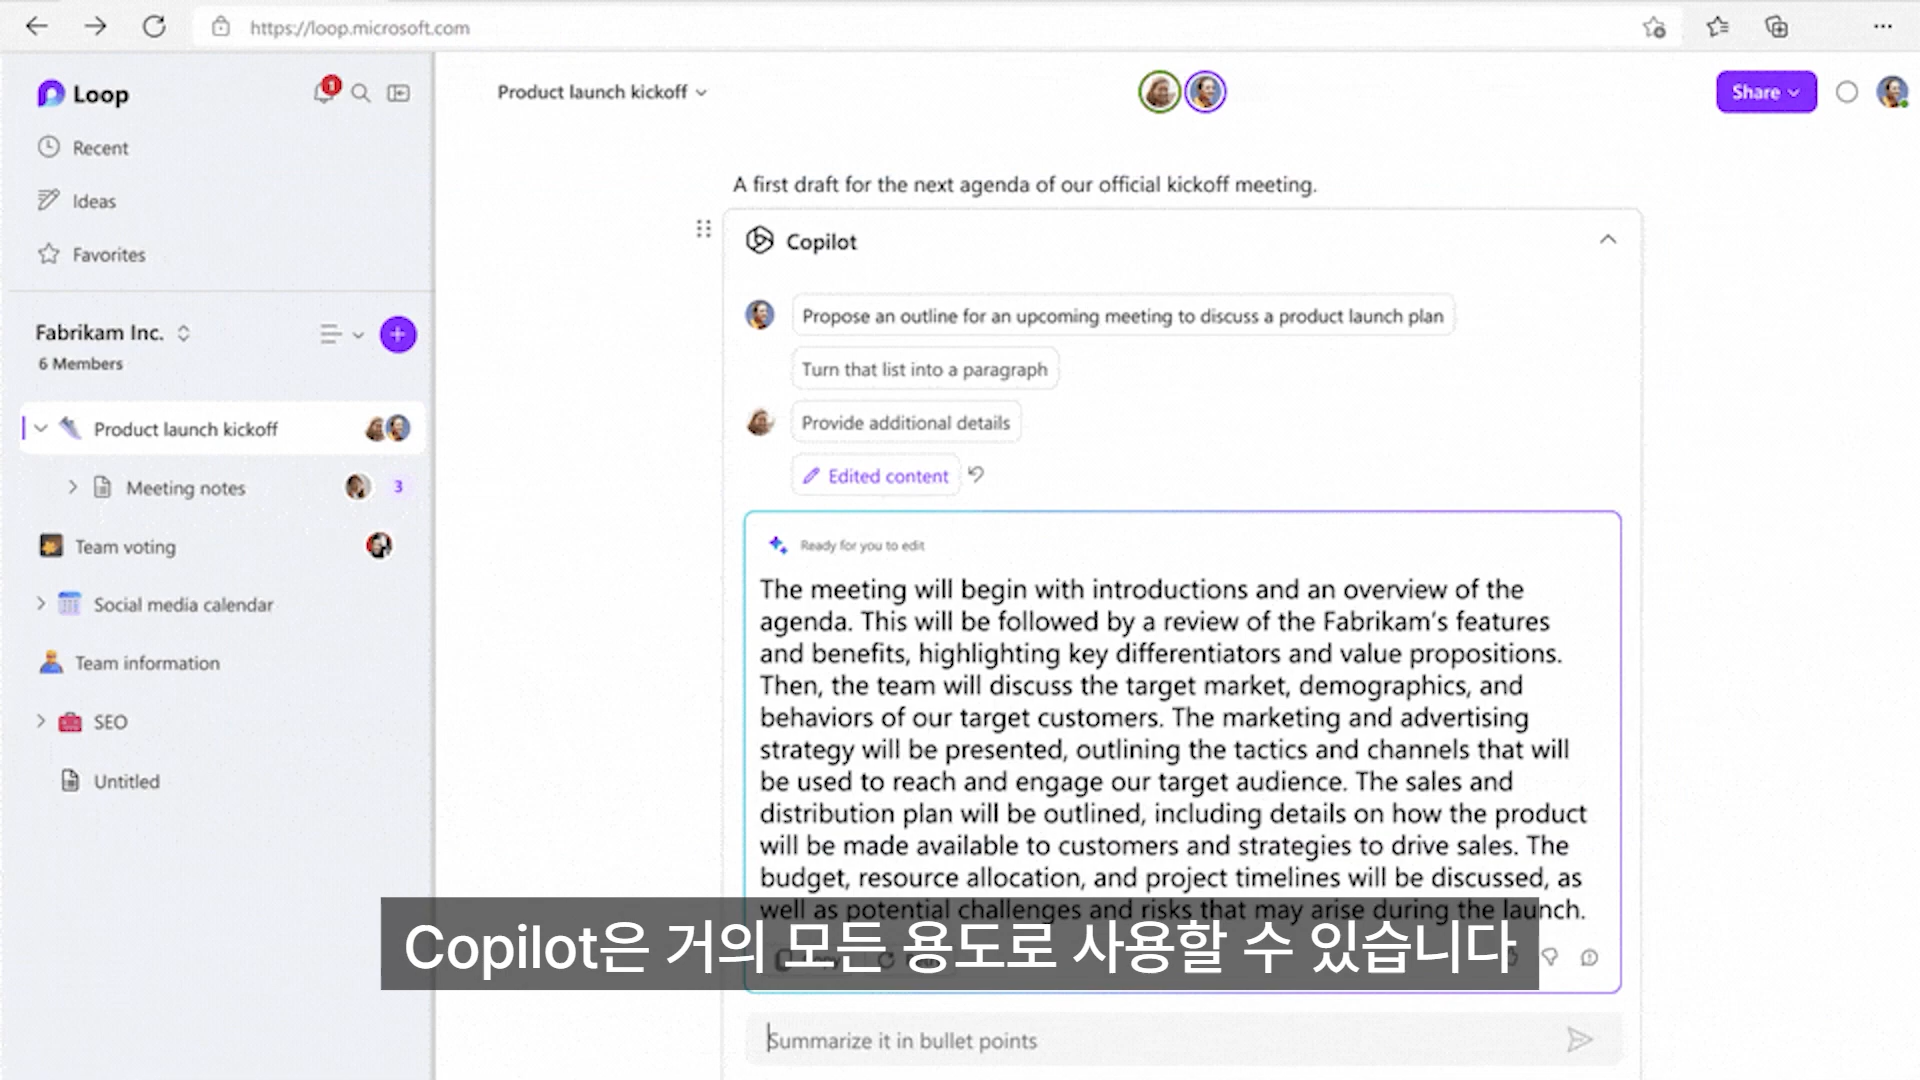 https://loop.microsoft.com
Loop
1
Recent
Ideas
Favorites
Fabrikam Inc.
6 Members
Product launch kickoff
Meeting notes
3
Team voting
Social media calendar
Team information
SEO
Untitled
Product launch kickoff
Share
A first draft for the next agenda of our official kickoff meeting.
Copilot
Propose an outline for an upcoming meeting to discuss a product launch plan
Turn that list into a paragraph
Provide additional details
Edited content
Ready for you to edit
The meeting will begin with introductions and an overview of the
agenda. This will be followed by a review of the Fabrikam’s features
and benefits, highlighting key differentiators and value propositions.
Then, the team will discuss the target market, demographics, and
behaviors of our target customers. The marketing and advertising
strategy will be presented, outlining the tactics and channels that will
be used to reach and engage our target audience. The sales and
distribution plan will be outlined, including details on how the product
will be made available to customers and strategies to drive sales. The
budget, resource allocation, and project timelines will be discussed, as
well as potential challenges and risks that may arise during the launch.
Copilot은 거의 모든 용도로 사용할 수 있습니다
Summarize it in bullet points